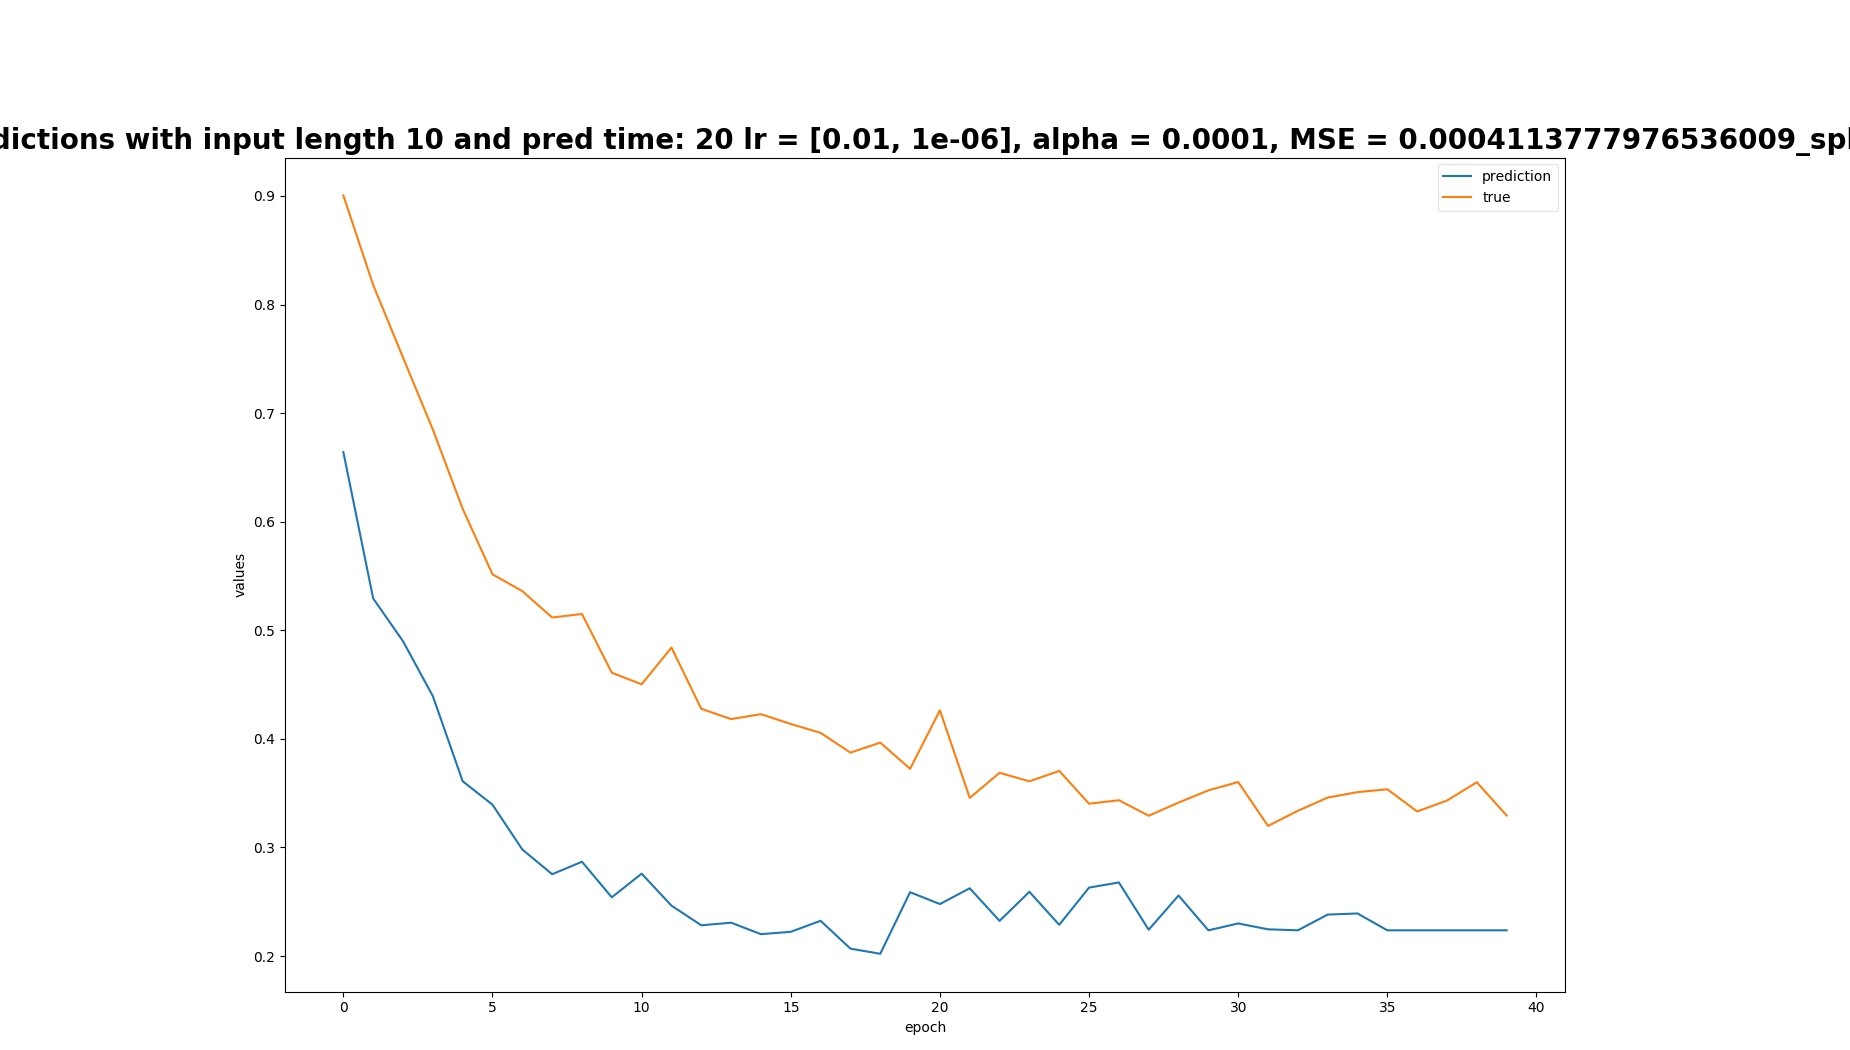 dictions with input length 10 and pred time: 20 lr = [0.01, 1e-06], alpha = 0.0001, MSE = 0.0004113777976536009_spl
prediction
true
0.9
0.8
0.7
0.6
0.5
0.4
0.3
0.2
values
0 5 10 15 20 25 30 35 40
epoch